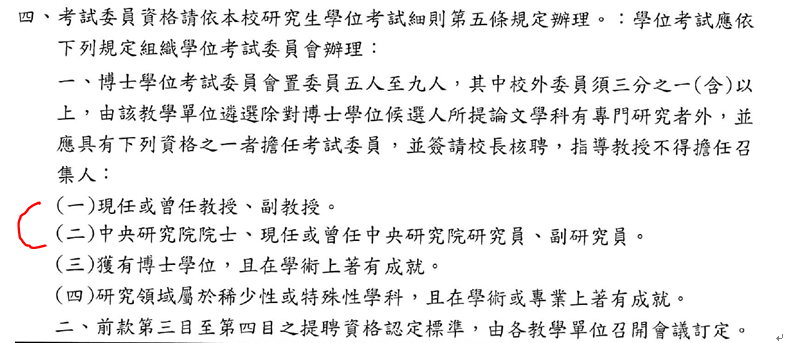 四、考試委員資格請依本校研究生學位考試細則第五條規定辦理。：學位考試應依
下列規定組織學位考試委員會辦理：
一、博士學位考試委員會置委員五人至九人，其中校外委員須三分之一(含)以
上，由該教學單位遴選除對博士學位候選人所提論文學科有專門研究者外，並
應具有下列資格之一者擔任考試委員，並簽請校長核聘，指導教授不得擔任召
集人：
(一)現任或曾任教授、副教授。
(二)中央研究院院士、現任或曾任中央研究院研究員、副研究員。
(三)獲有博士學位，且在學術上著有成就。
(四)研究領域屬於稀少性或特殊性學科，且在學術或專業上著有成就。
二、前款第三目至第四目之提聘資格認定標準，由各教學單位召開會議訂定。